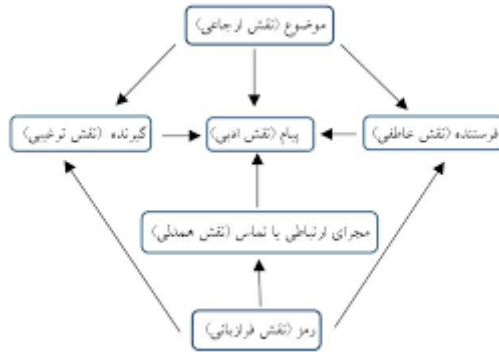 موضوع (نقش ارجاعی)
فرستنده (نقش عاطفی)
پیام (نقش ادبی)
گیرنده (نقش ترغیبی)
مجرای ارتباطی یا تماس (نقش همدلی)
رمز (نقش فرازبانی)